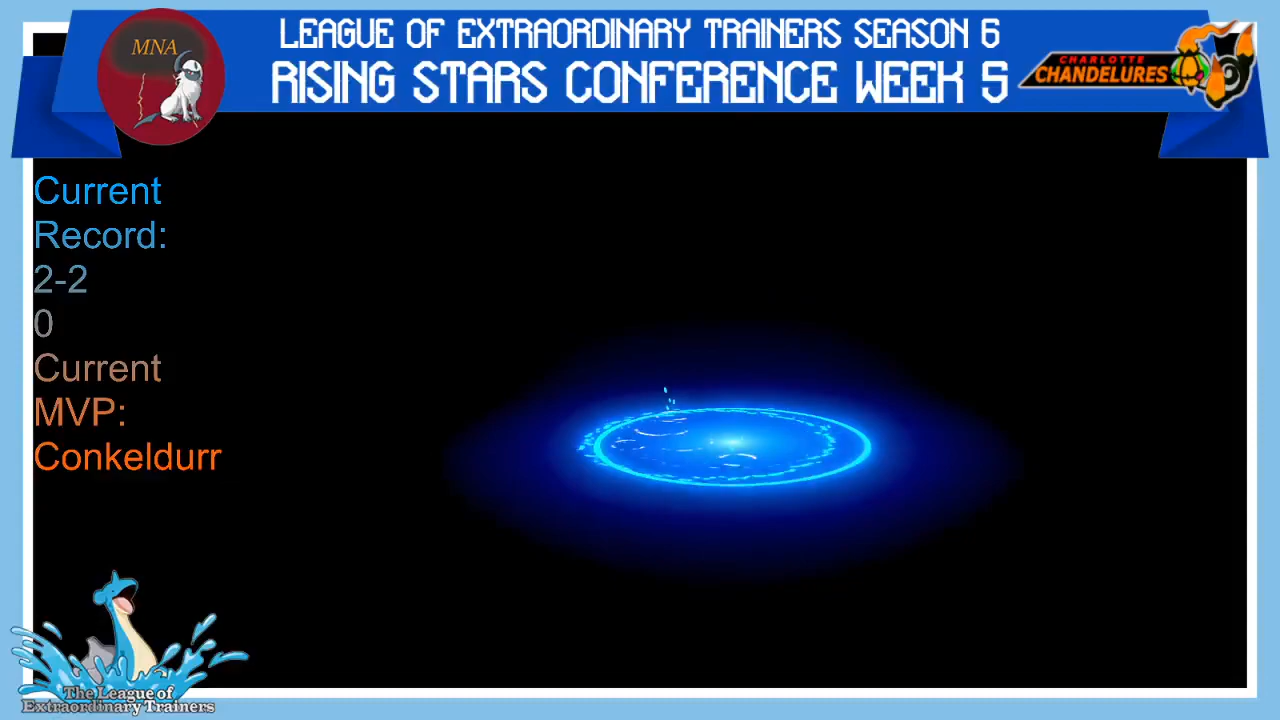 LEAGUE OF EXTRAORDINARY TRAINERS SEASON 6
RISING STARS CONFERENCE WEEK 5
MNA
CHARLOTTE
CHANDELURES
Current
Record:
2-2
0
Current
MVP:
Conkeldurr
The League of
Extraordinary Trainers